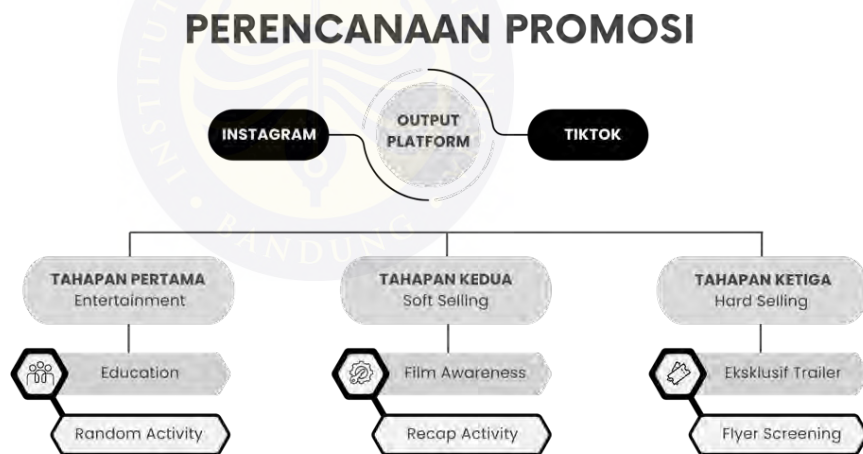 PERENCANAAN PROMOSI
INSTAGRAM
OUTPUT
PLATFORM
TIKTOK
TAHAPAN PERTAMA
Entertainment
TAHAPAN KEDUA
Soft Selling
TAHAPAN KETIGA
Hard Selling
Education
Film Awareness
Eksklusif Trailer
Random Activity
Recap Activity
Flyer Screening
BANDUNG